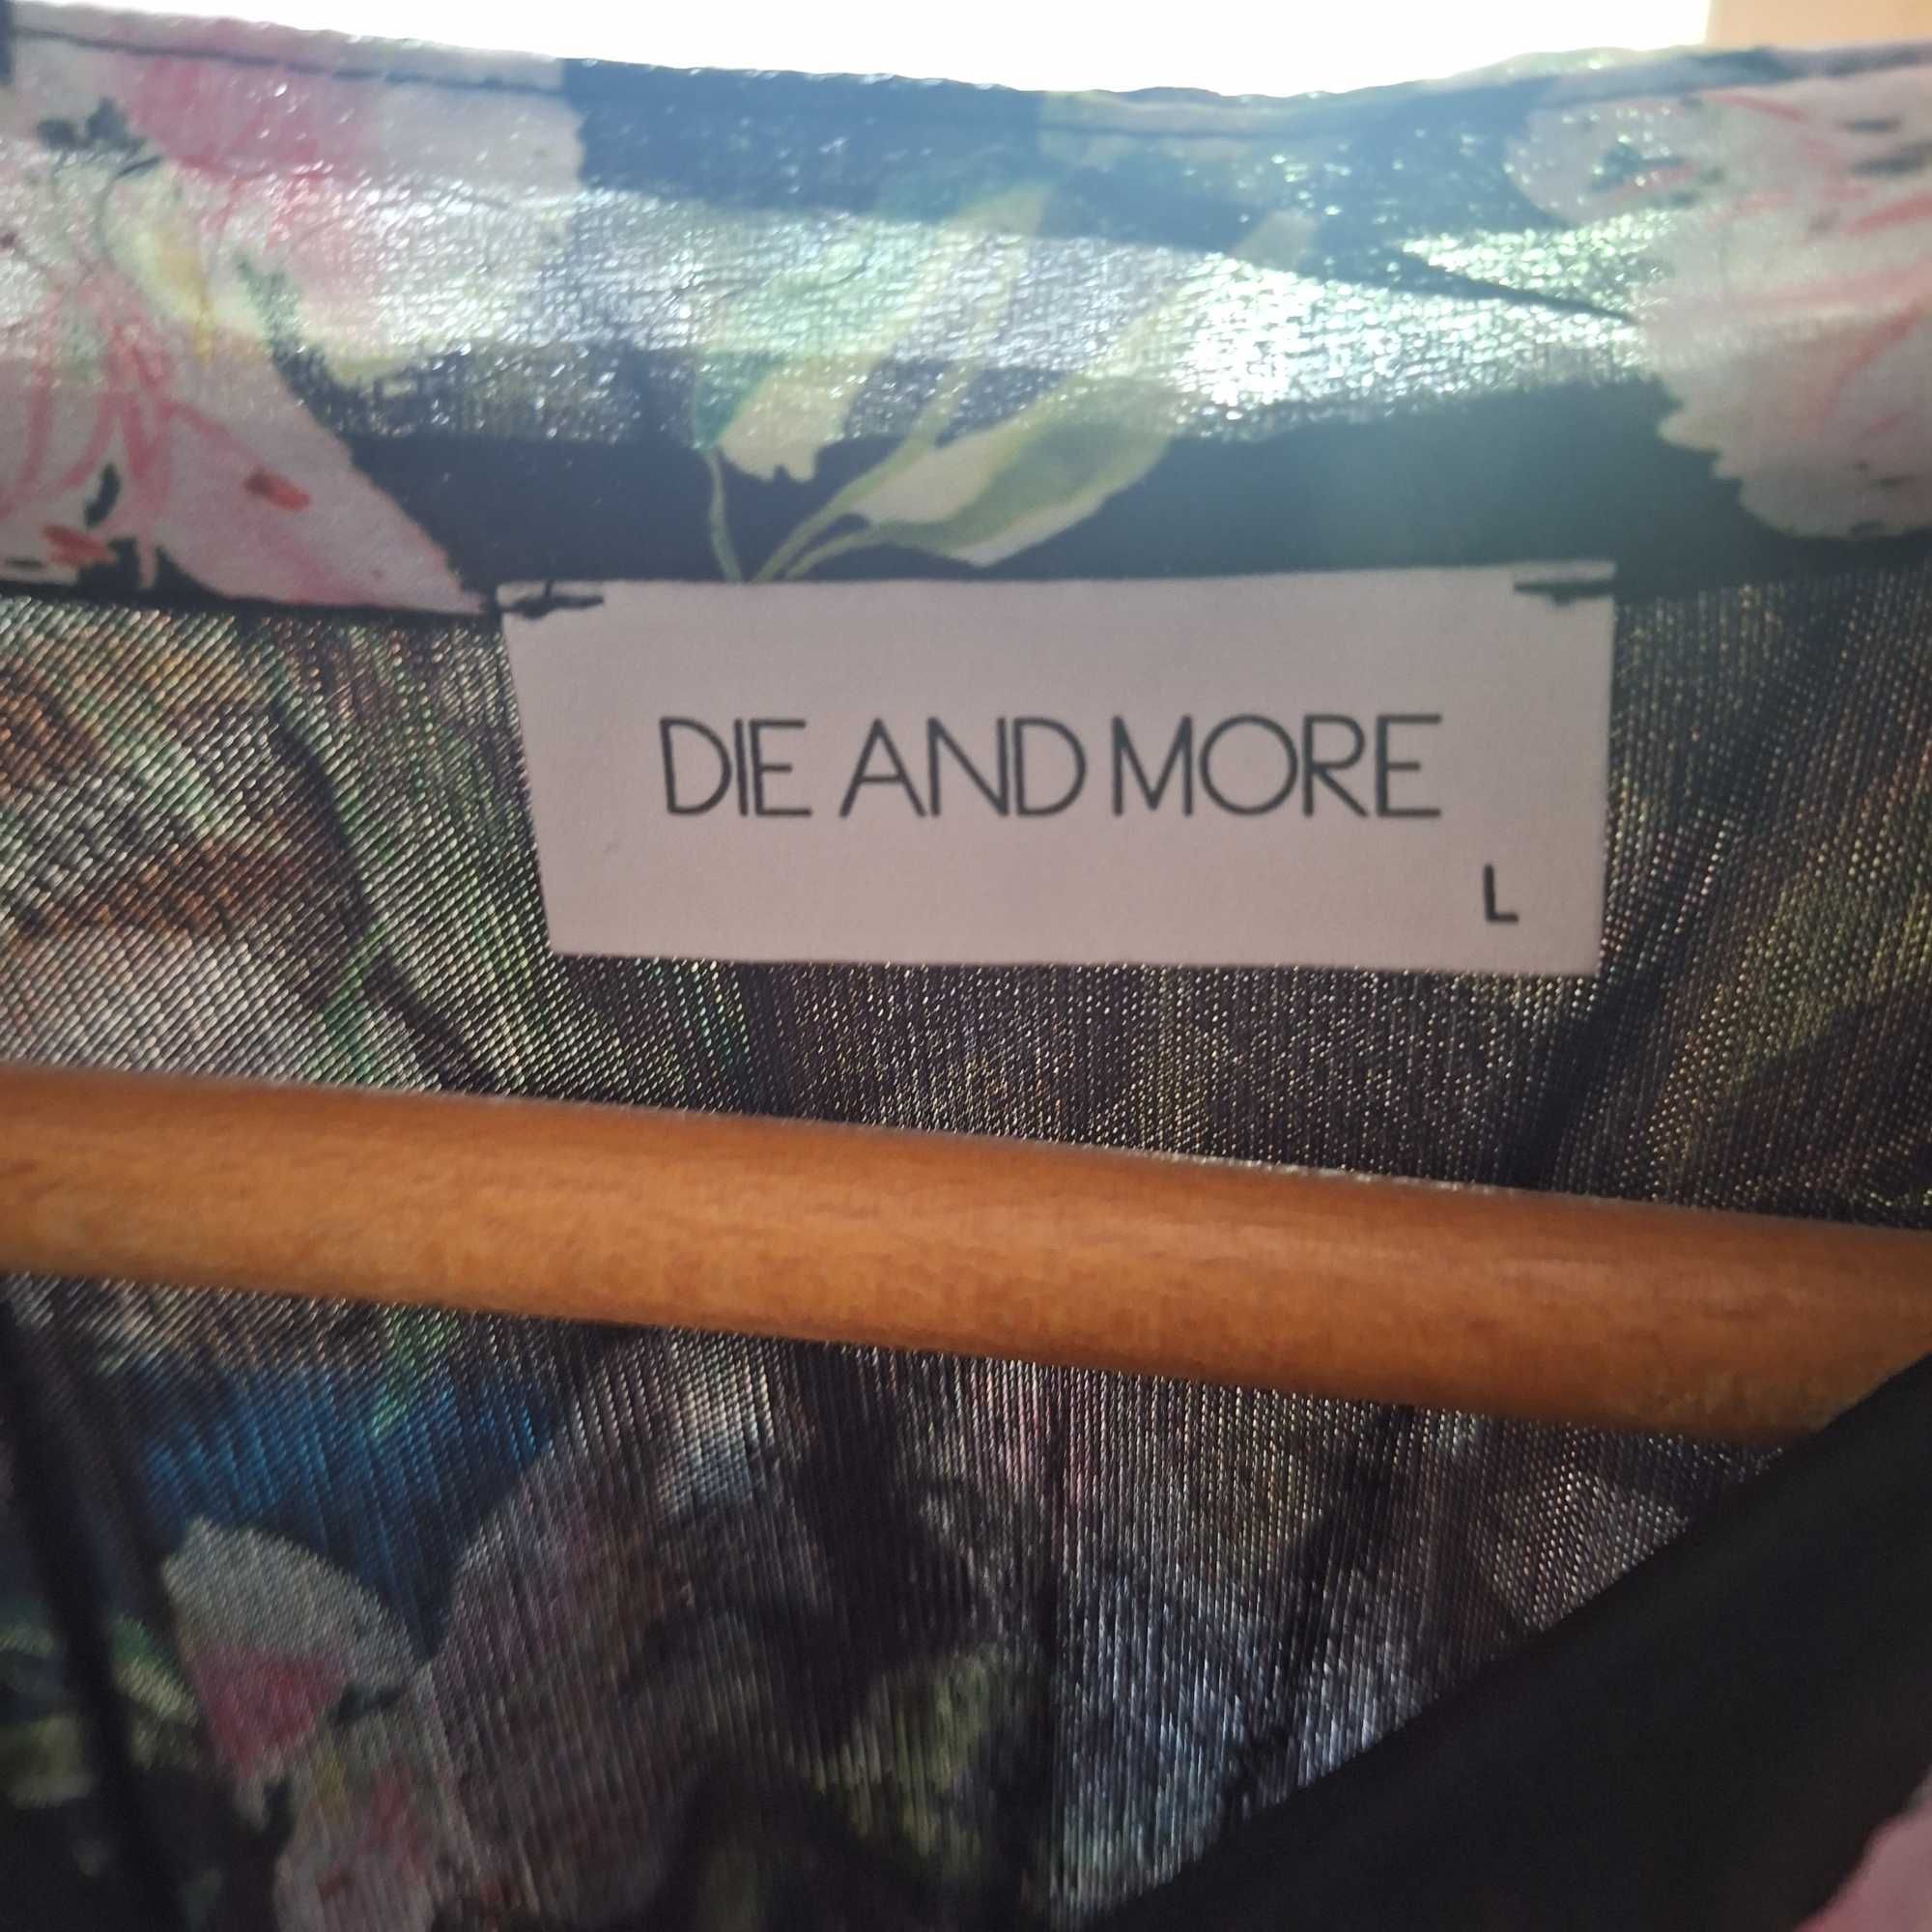 DIE AND MORE
L